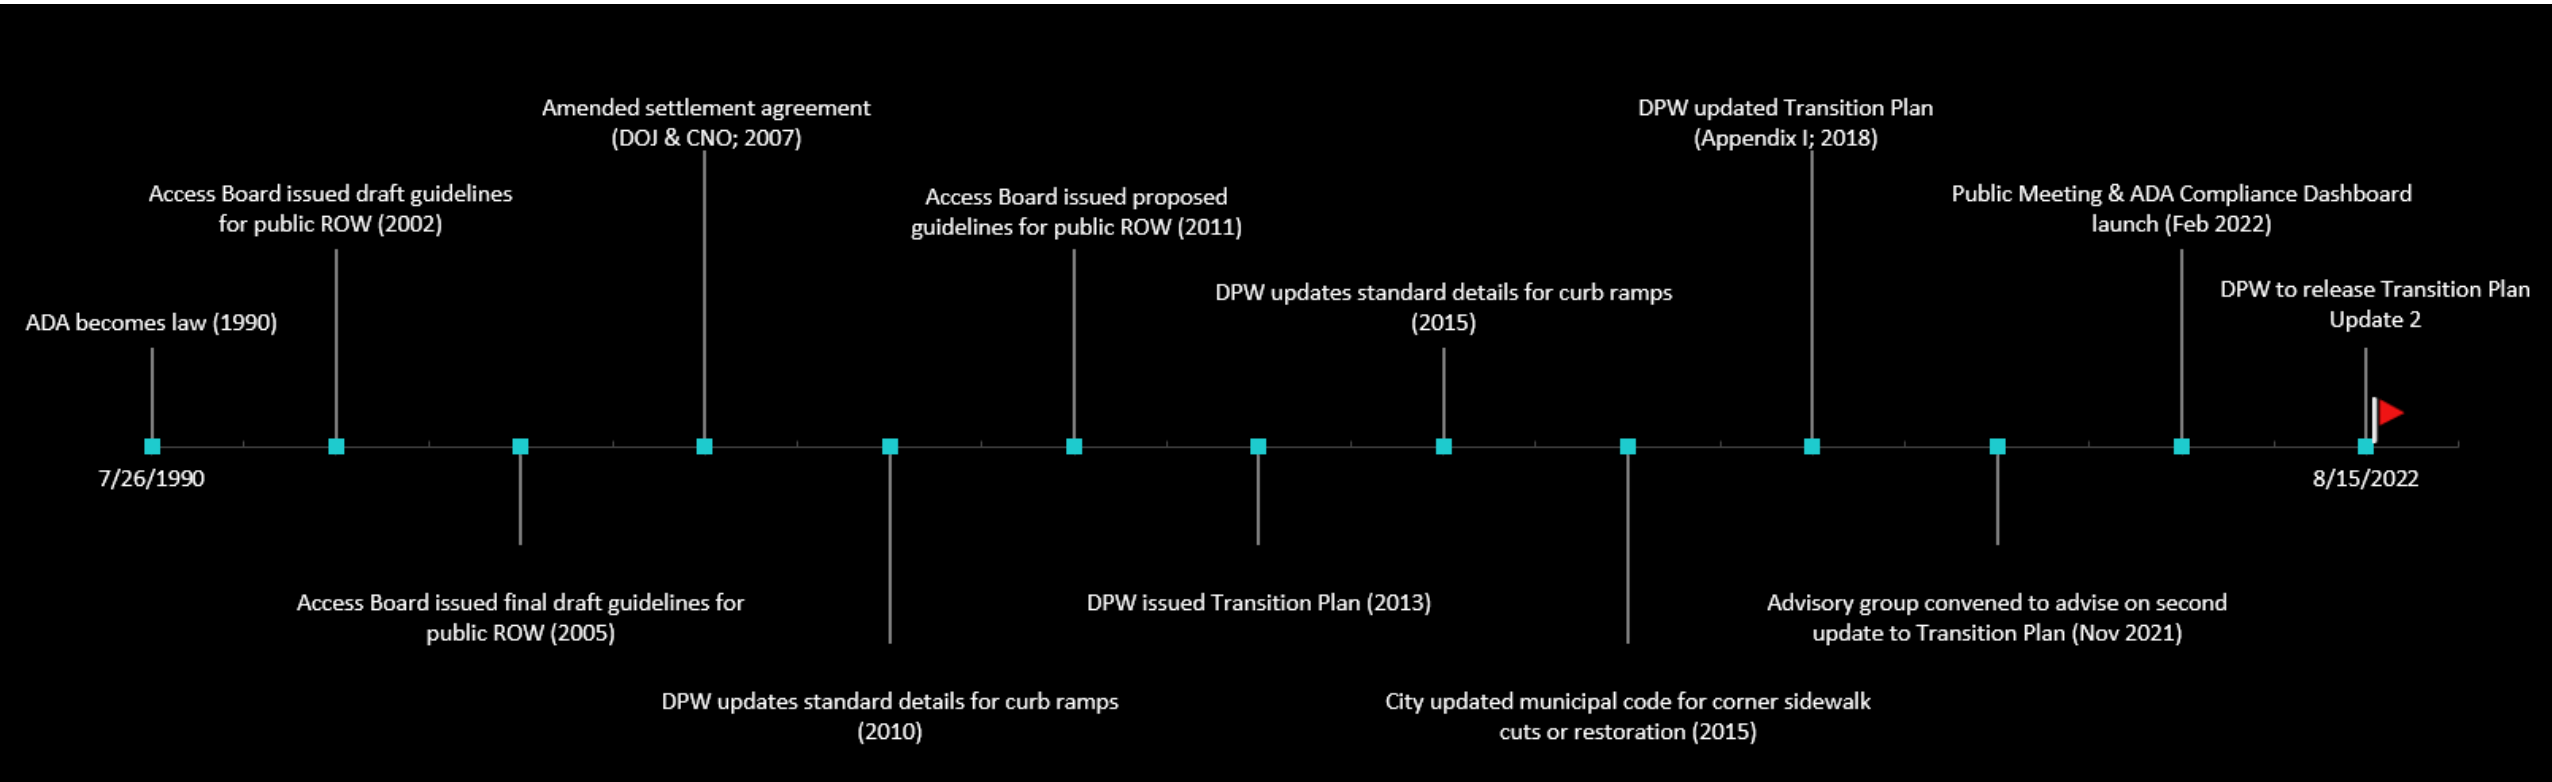 Amended settlement agreement
(DOJ & CNO; 2007)
DPW updated Transition Plan
(Appendix I; 2018)
Access Board issued draft guidelines
for public ROW (2002)
Access Board issued proposed
guidelines for public ROW (2011)
Public Meeting & ADA Compliance Dashboard
launch (Feb 2022)
DPW updates standard details for curb ramps
(2015)
DPW to release Transition Plan
Update 2
ADA becomes law (1990)
7/26/1990
8/15/2022
Access Board issued final draft guidelines for
public ROW (2005)
DPW issued Transition Plan (2013)
Advisory group convened to advise on second
update to Transition Plan (Nov 2021)
DPW updates standard details for curb ramps
(2010)
City updated municipal code for corner sidewalk
cuts or restoration (2015)